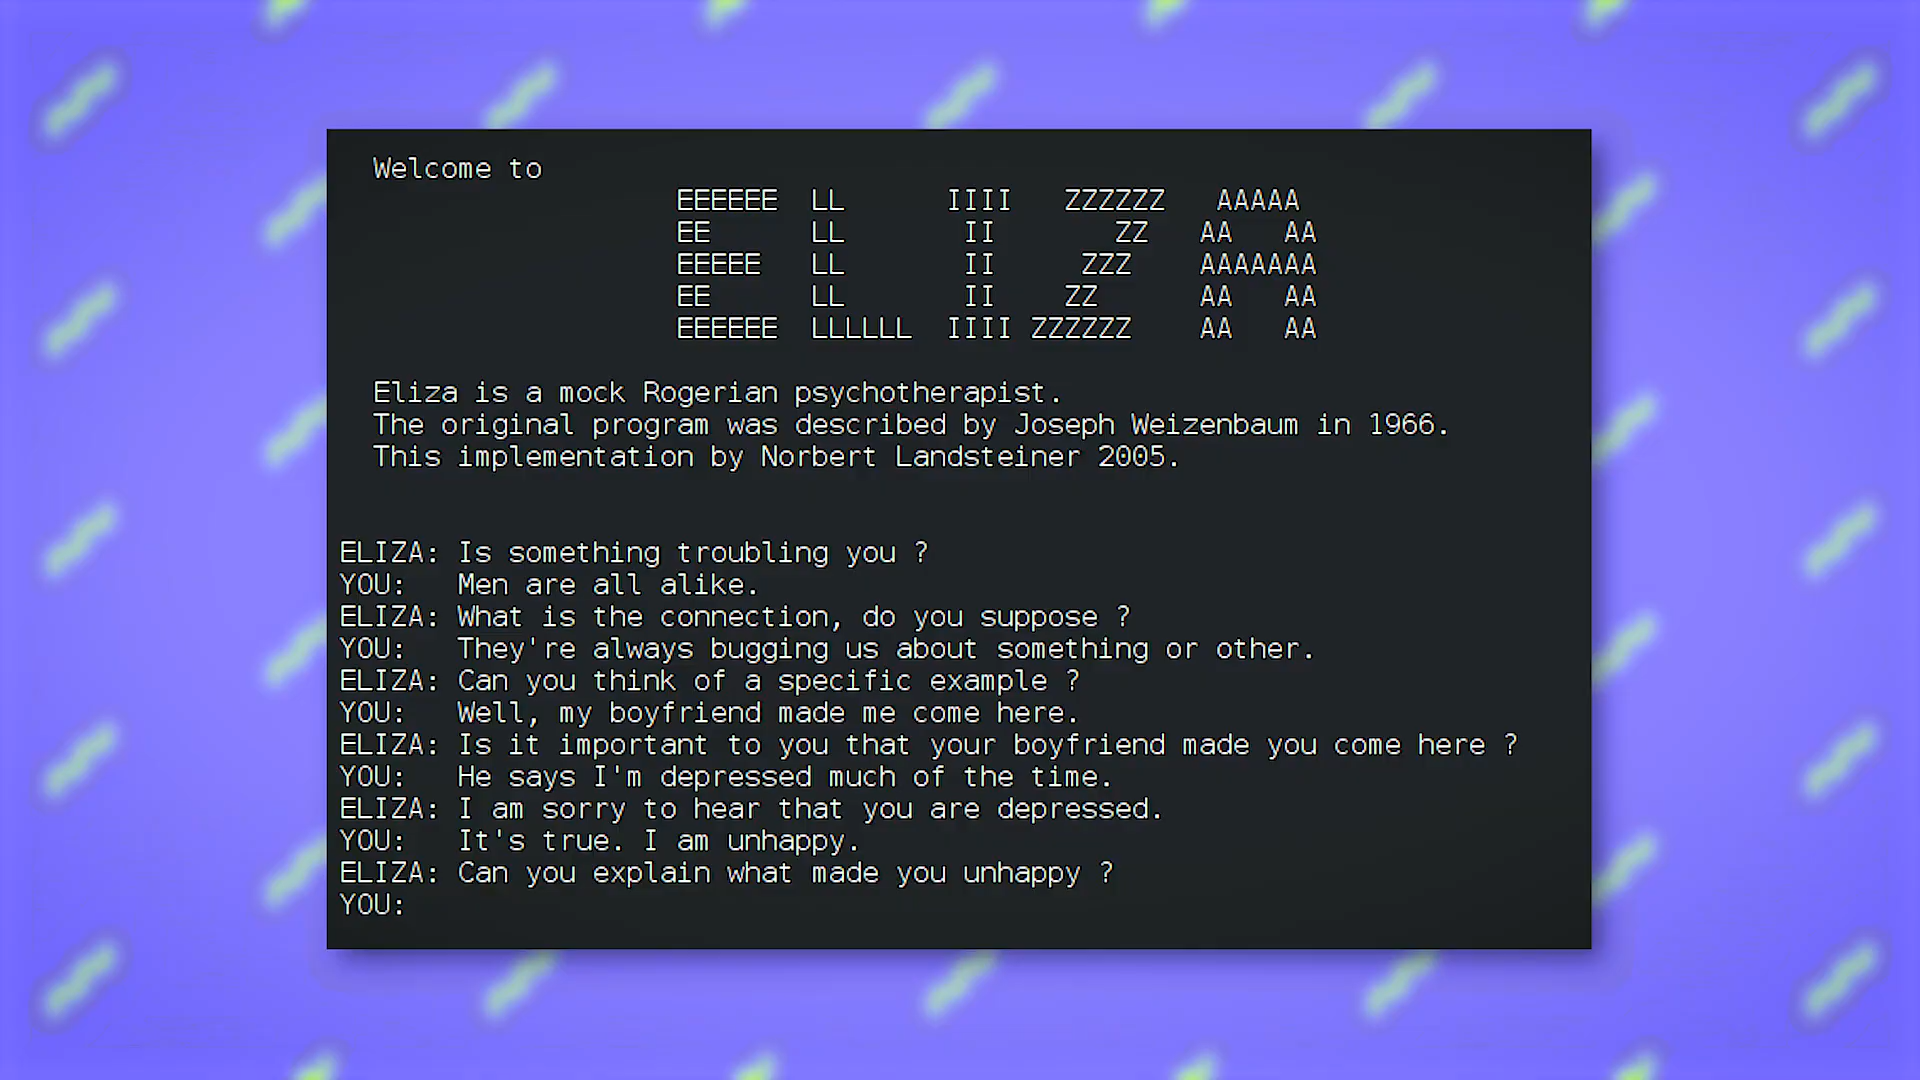 Welcome to
EEEEEE  LL      IIII   ZZZZZZ   AAAAA
EE      LL       II       ZZ   AA   AA
EEEEE   LL       II     ZZZ    AAAAAAA
EE      LL       II    ZZ      AA   AA
EEEEEE  LLLLLL  IIII ZZZZZZ    AA   AA
Eliza is a mock Rogerian psychotherapist.
The original program was described by Joseph Weizenbaum in 1966.
This implementation by Norbert Landsteiner 2005.
ELIZA: Is something troubling you ?
YOU:   Men are all alike.
ELIZA: What is the connection, do you suppose ?
YOU:   They're always bugging us about something or other.
ELIZA: Can you think of a specific example ?
YOU:   Well, my boyfriend made me come here.
ELIZA: Is it important to you that your boyfriend made you come here ?
YOU:   He says I'm depressed much of the time.
ELIZA: I am sorry to hear that you are depressed.
YOU:   It's true. I am unhappy.
ELIZA: Can you explain what made you unhappy ?
YOU: